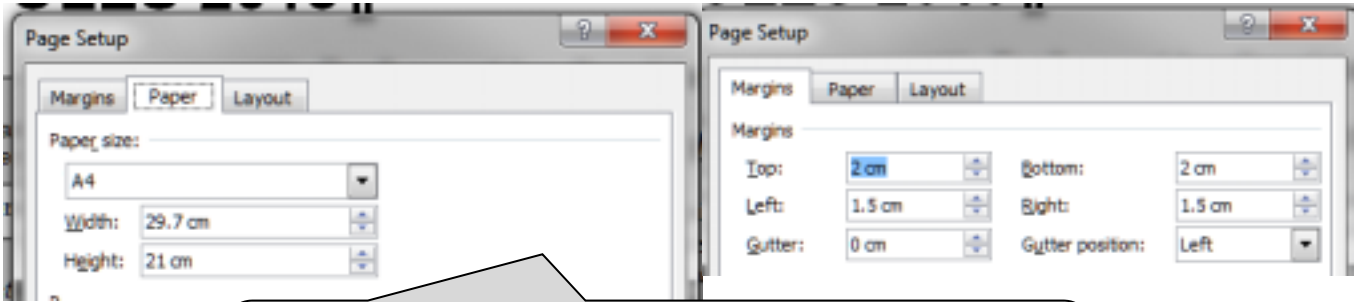 Page Setup
Margins Paper Layout
Paper size:
A4
Width: 29.7 cm
Height: 21 cm
Page Setup
Margins Paper Layout
Margins
Top: 2 cm Bottom: 2 cm
Left: 1.5 cm Right: 1.5 cm
Gutter: 0 cm Gutter position: Left